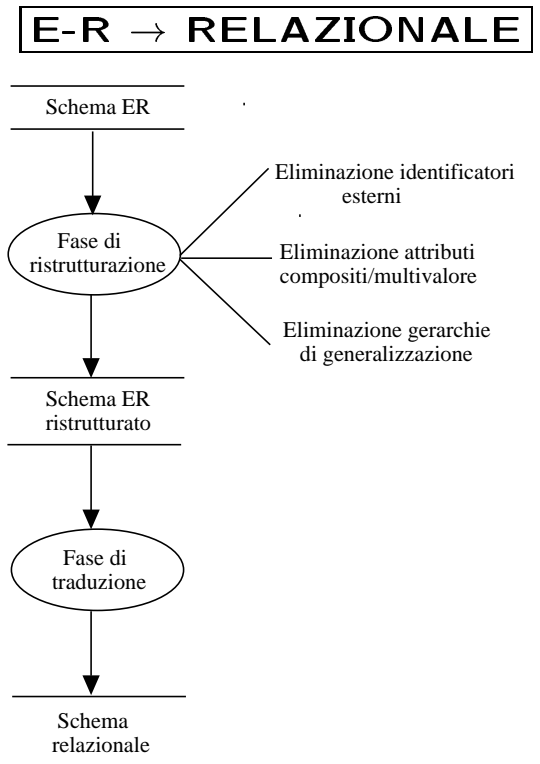 E-R → RELAZIONALE
Schema ER
Fase di
ristrutturazione
Eliminazione identificatori
esterni
Eliminazione attributi
compositi/multivalore
Eliminazione gerarchie
di generalizzazione
Schema ER
ristrutturato
Fase di
traduzione
Schema
relazionale